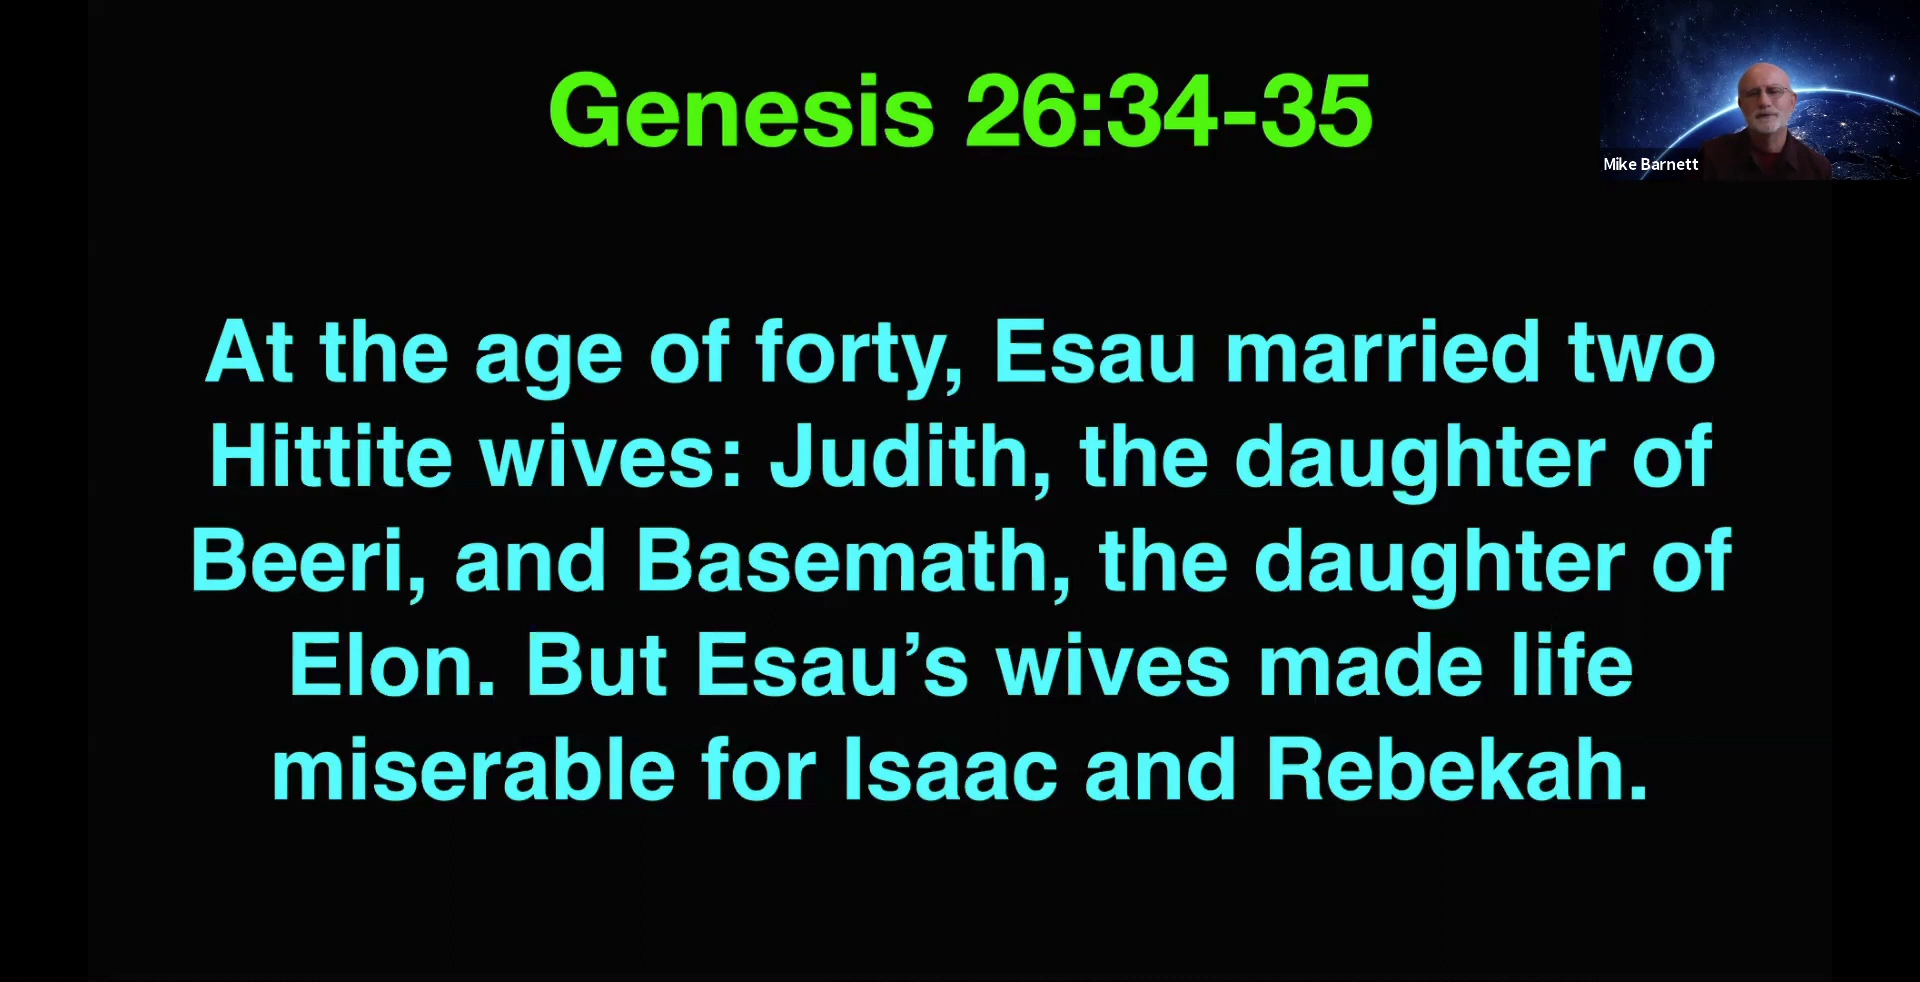 Genesis 26:34-35
Mike Barnett
At the age of forty, Esau married two
Hittite wives: Judith, the daughter of
Beeri, and Basemath, the daughter of
Elon. But Esau’s wives made life
miserable for Isaac and Rebekah.